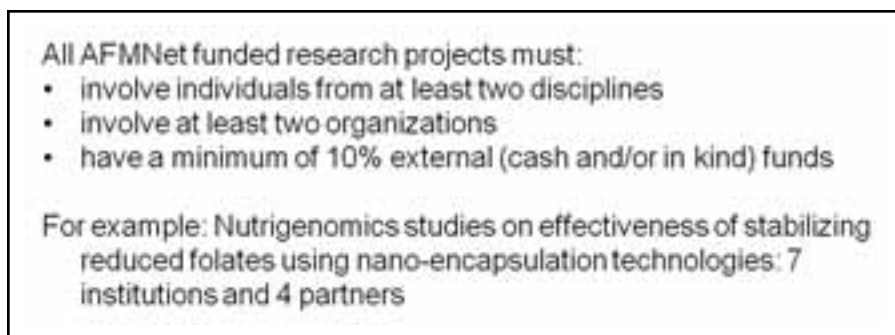 All AFMNet funded research projects must:
• involve individuals from at least two disciplines
• involve at least two organizations
• have a minimum of 10% external (cash and/or in kind) funds
For example: Nutrigenomics studies on effectiveness of stabilizing
reduced folates using nano-encapsulation technologies: 7
institutions and 4 partners